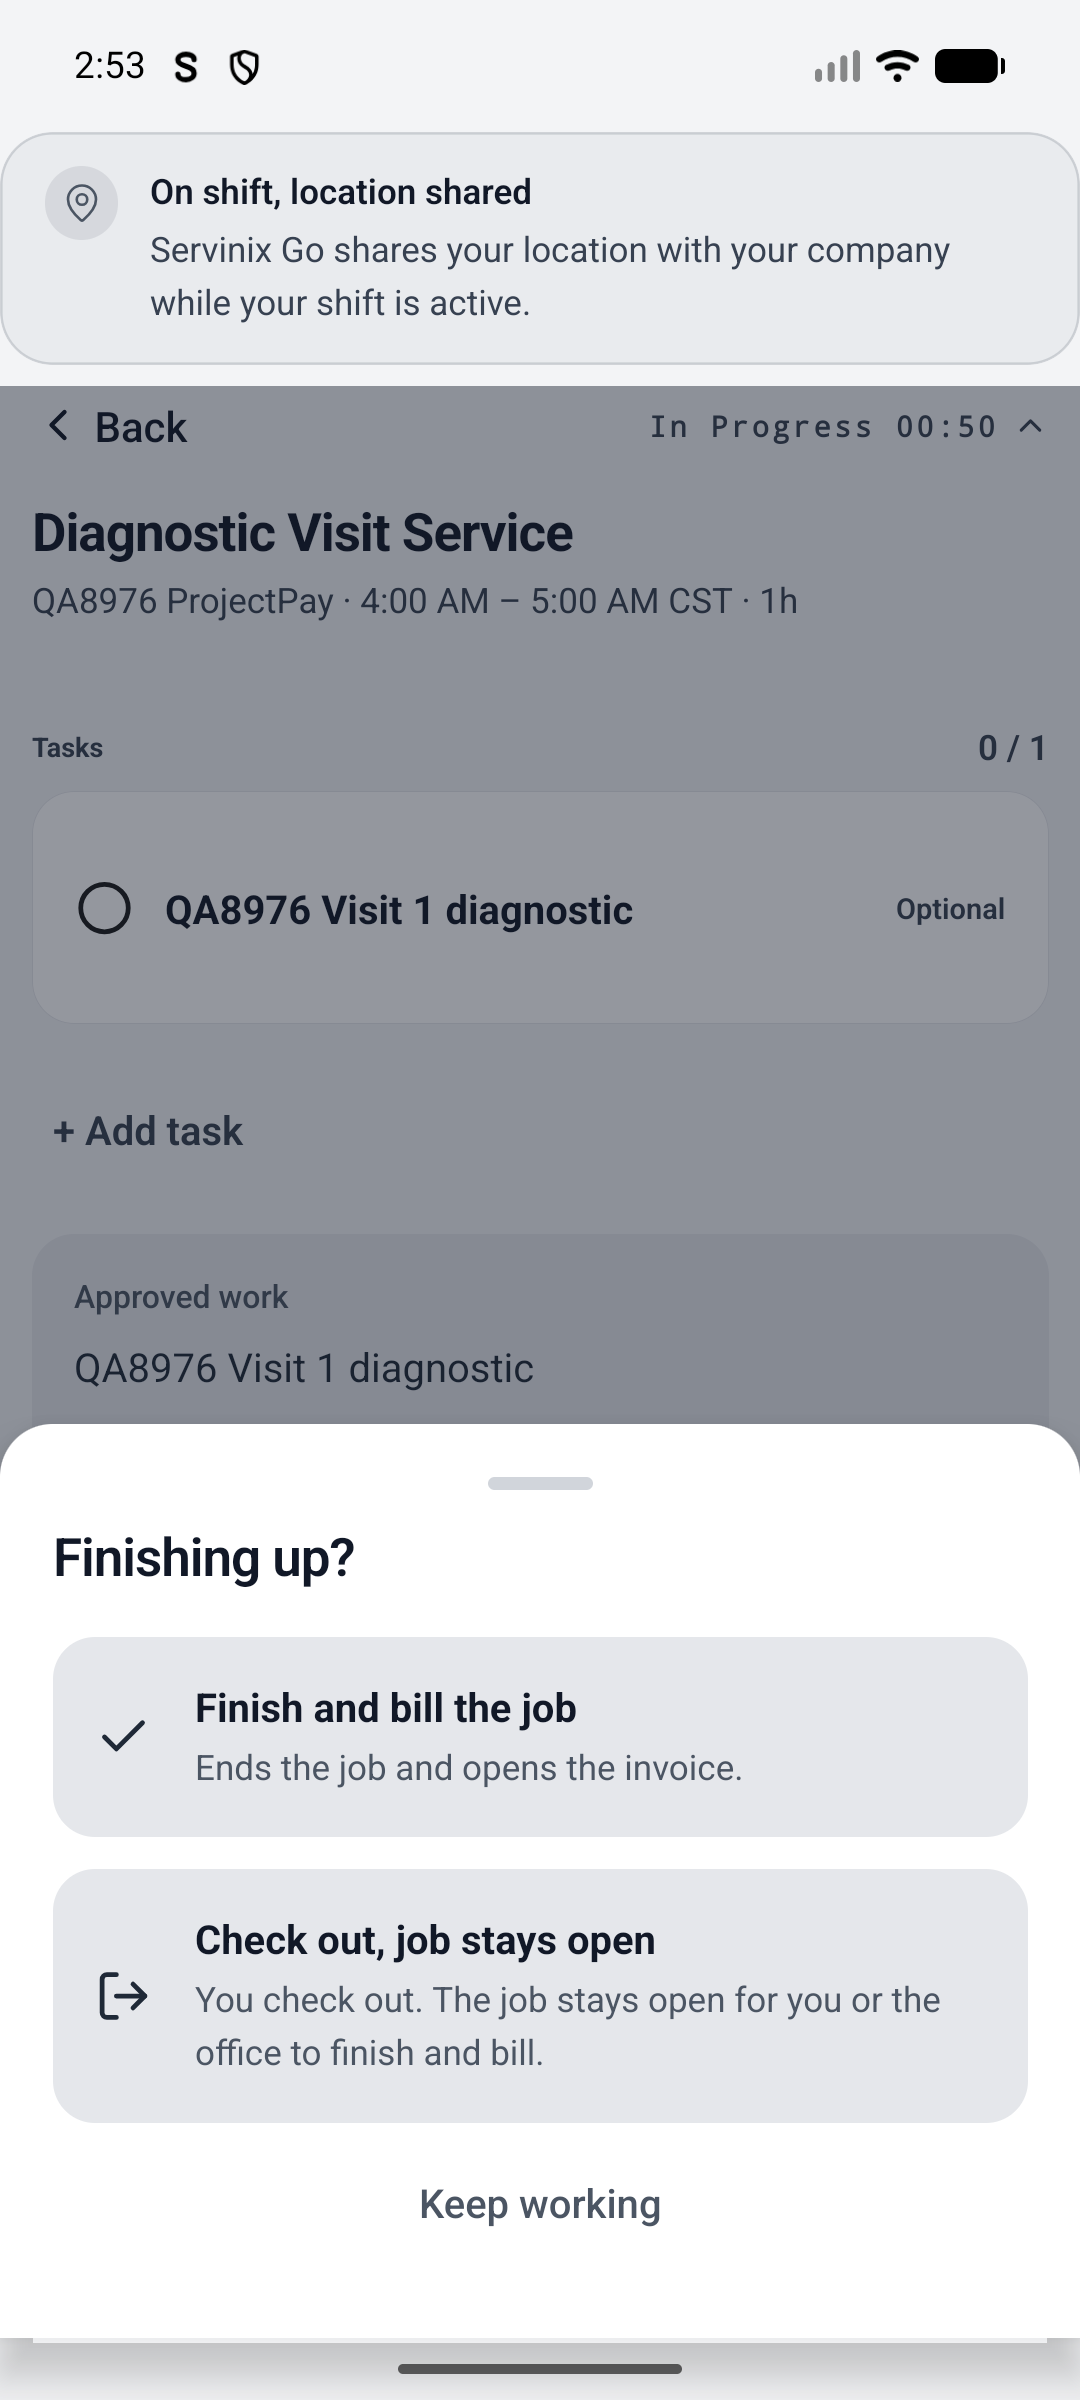 2:53 S
On shift, location shared
Servinix Go shares your location with your company
while your shift is active.
Back
In Progress 00:50
Diagnostic Visit Service
QA8976 ProjectPay · 4:00 AM – 5:00 AM CST · 1h
Tasks
0 / 1
QA8976 Visit 1 diagnostic
Optional
+ Add task
Approved work
QA8976 Visit 1 diagnostic
Finishing up?
Finish and bill the job
Ends the job and opens the invoice.
Check out, job stays open
You check out. The job stays open for you or the
office to finish and bill.
Keep working